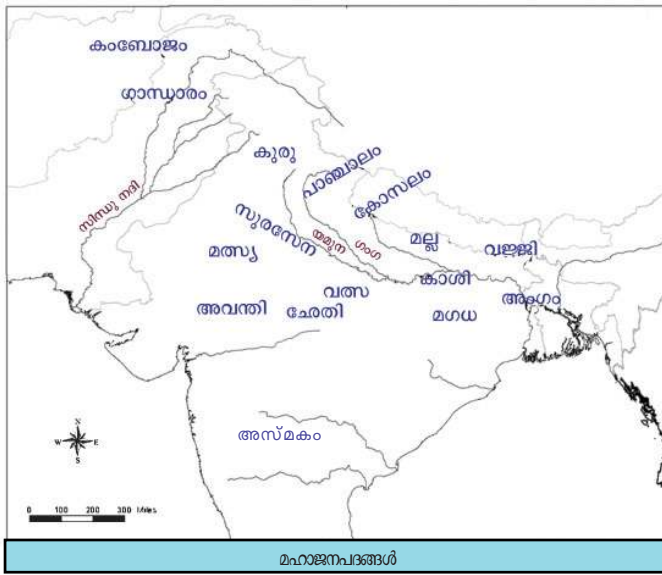 കംബോജം
ഗാന്ധാരം
കുരു
പാഞ്ചാലം
കോസലം
സിന്ധു നദി
സുരസേന
യമുന
ഗംഗ
മല്ല
വജ്ജി
മത്സ്യ
കാശി
വത്സ
അംഗം
അവന്തി
ഛേതി
മഗധ
അസ്മകം
N
W
E
S
0 100 200 300 Miles
മഹാജനപദങ്ങൾ